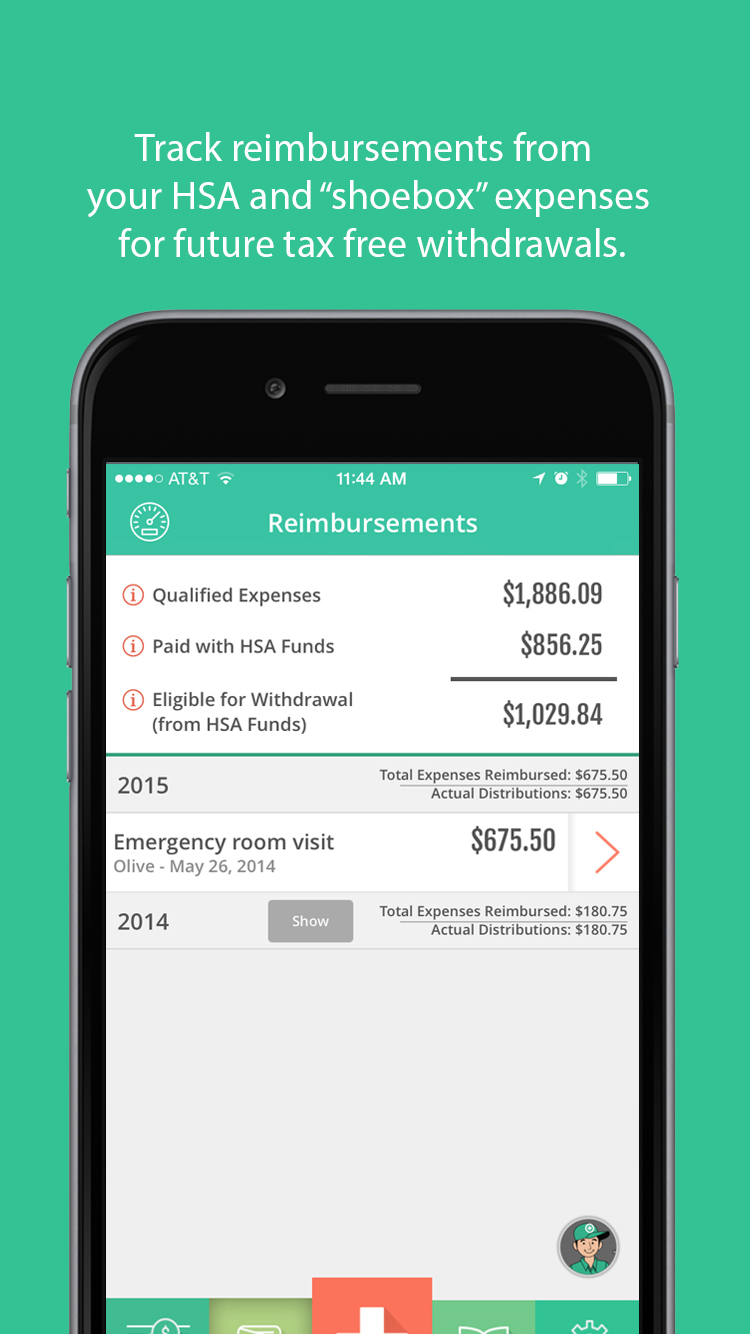 Track reimbursements from
your HSA and “shoebox” expenses
for future tax free withdrawals.
AT&T 11:44 AM
Reimbursements
Qualified Expenses $1,886.09
Paid with HSA Funds $856.25
Eligible for Withdrawal
(from HSA Funds) $1,029.84
2015 Total Expenses Reimbursed: $675.50
Actual Distributions: $675.50
Emergency room visit $675.50
Olive - May 26, 2014
2014 Show Total Expenses Reimbursed: $180.75
Actual Distributions: $180.75